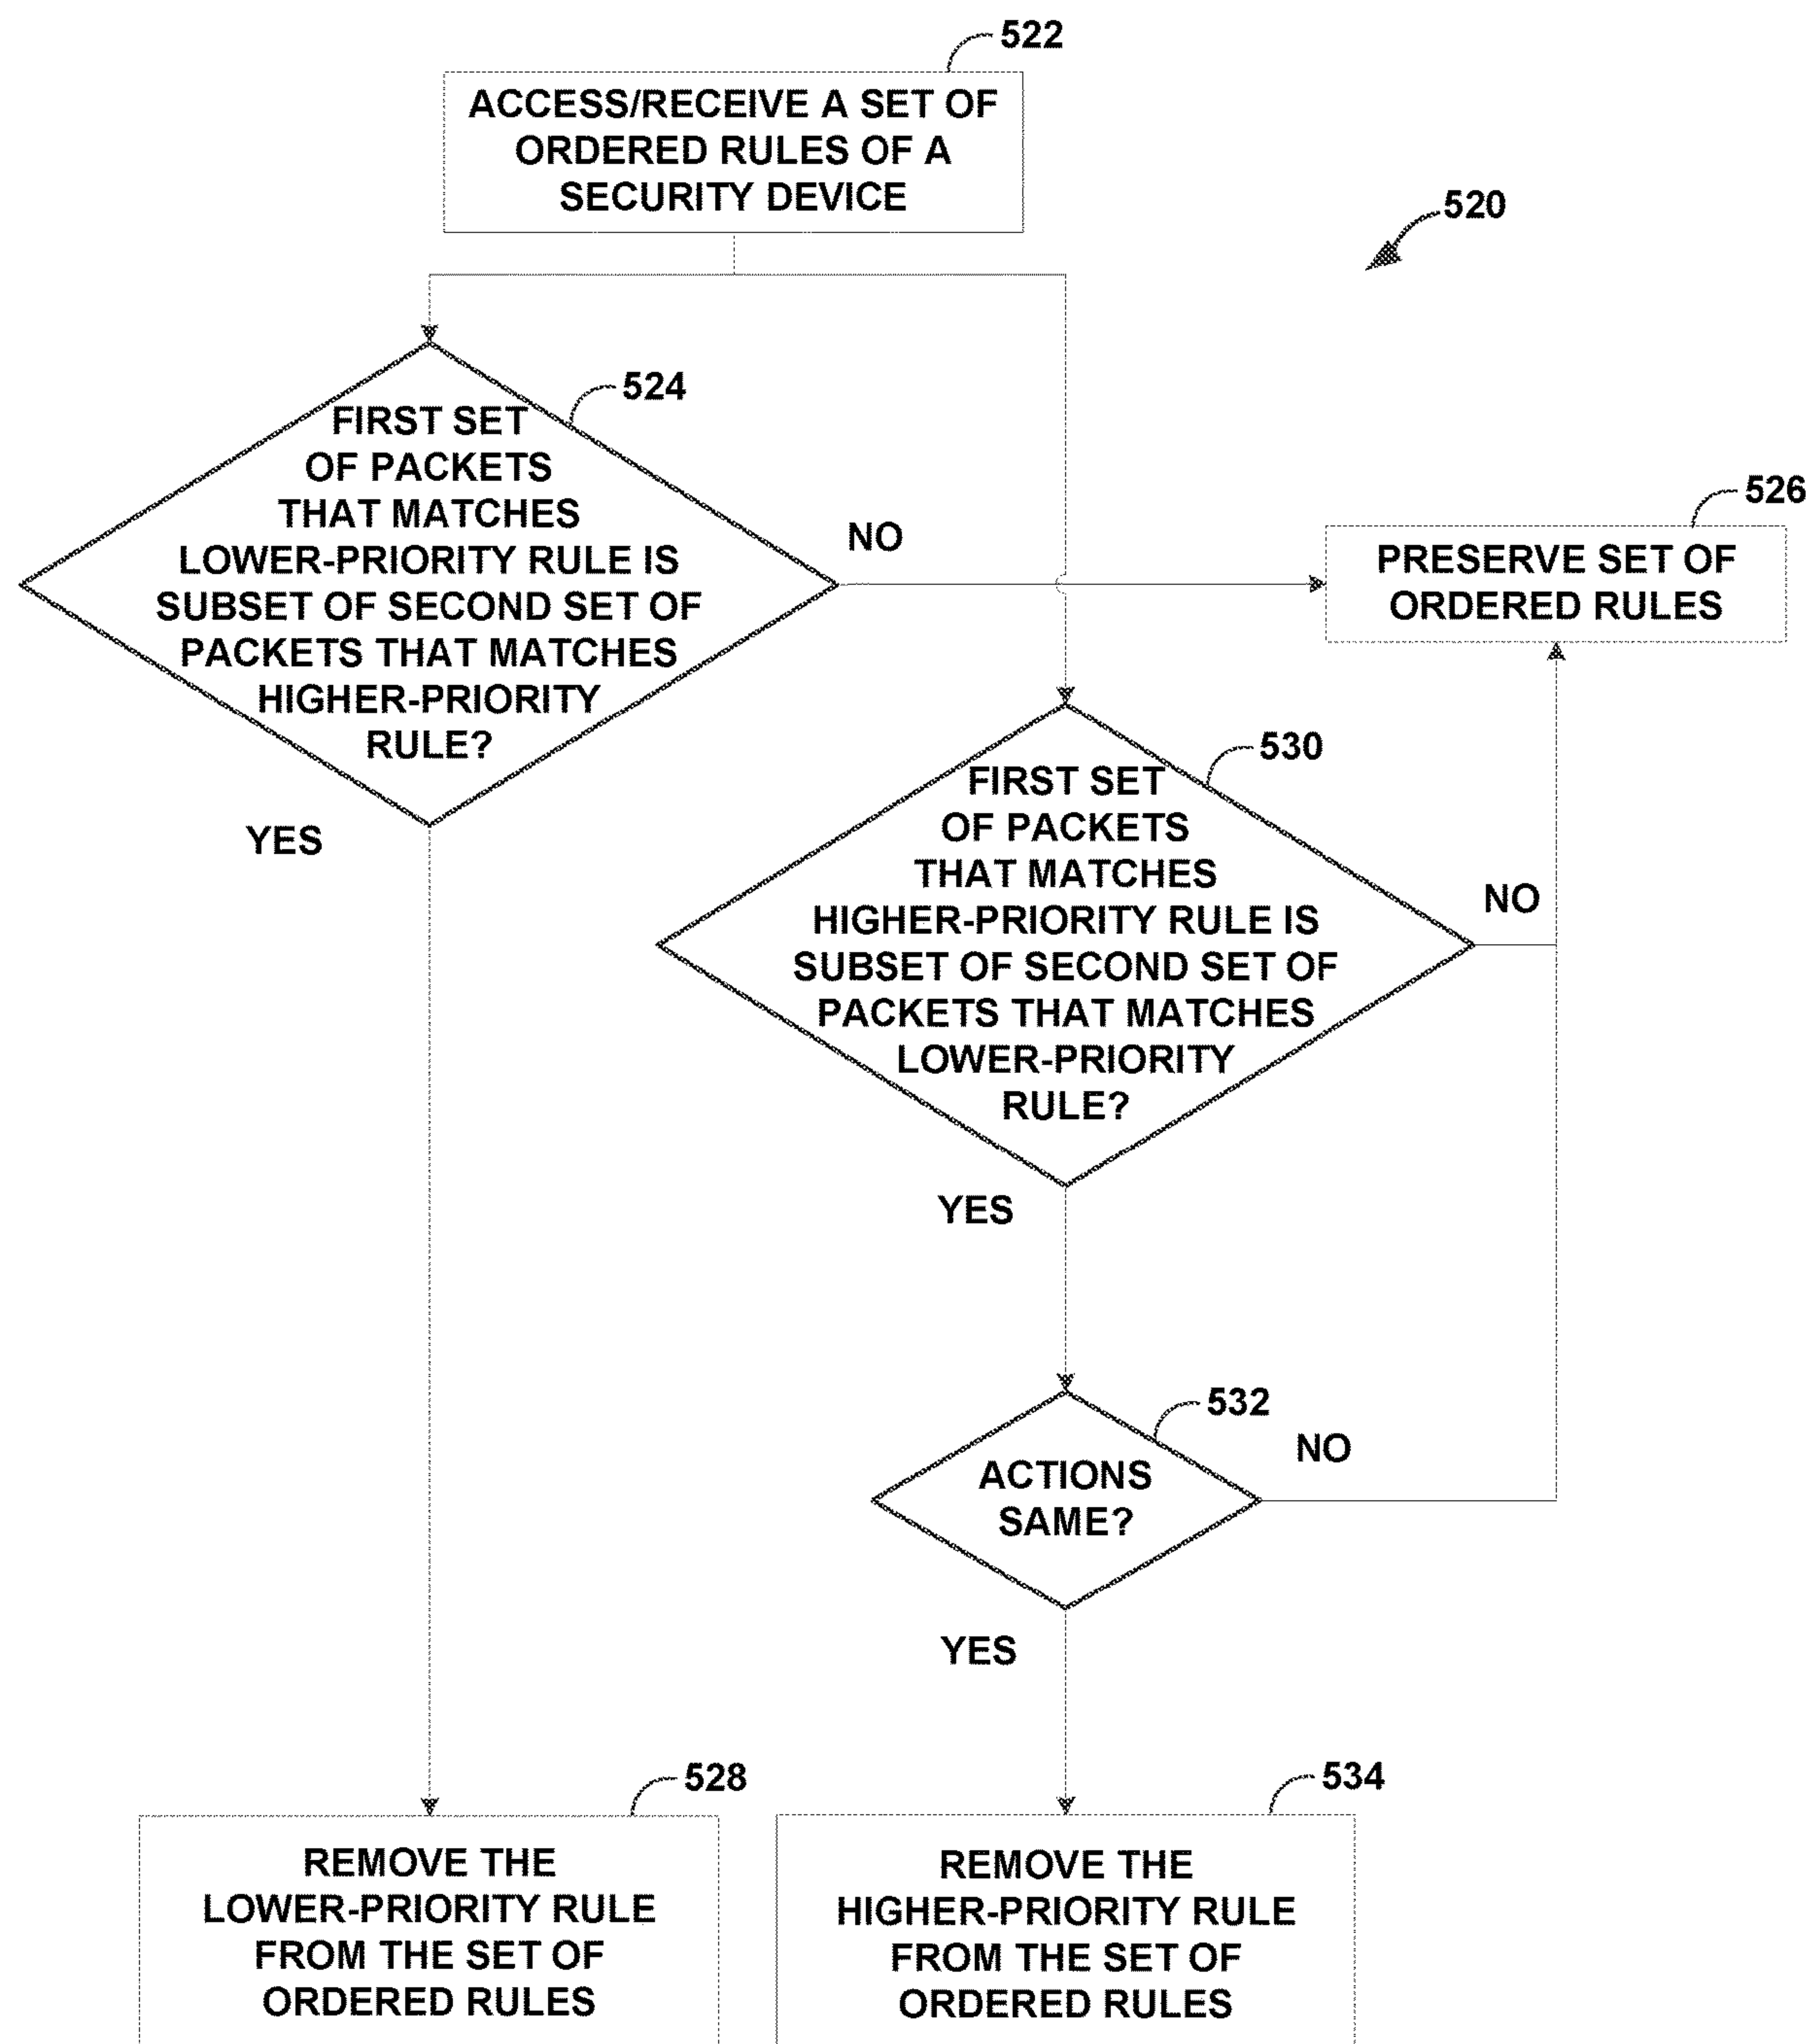 522
ACCESS/RECEIVE A SET OF
ORDERED RULES OF A
SECURITY DEVICE
520
524
FIRST SET
OF PACKETS
THAT MATCHES
LOWER-PRIORITY RULE IS
SUBSET OF SECOND SET OF
PACKETS THAT MATCHES
HIGHER-PRIORITY
RULE?
NO
YES
526
PRESERVE SET OF
ORDERED RULES
530
FIRST SET
OF PACKETS
THAT MATCHES
HIGHER-PRIORITY RULE IS
SUBSET OF SECOND SET OF
PACKETS THAT MATCHES
LOWER-PRIORITY
RULE?
NO
YES
532
ACTIONS
SAME?
NO
YES
528
REMOVE THE
LOWER-PRIORITY RULE
FROM THE SET OF
ORDERED RULES
534
REMOVE THE
HIGHER-PRIORITY RULE
FROM THE SET OF
ORDERED RULES